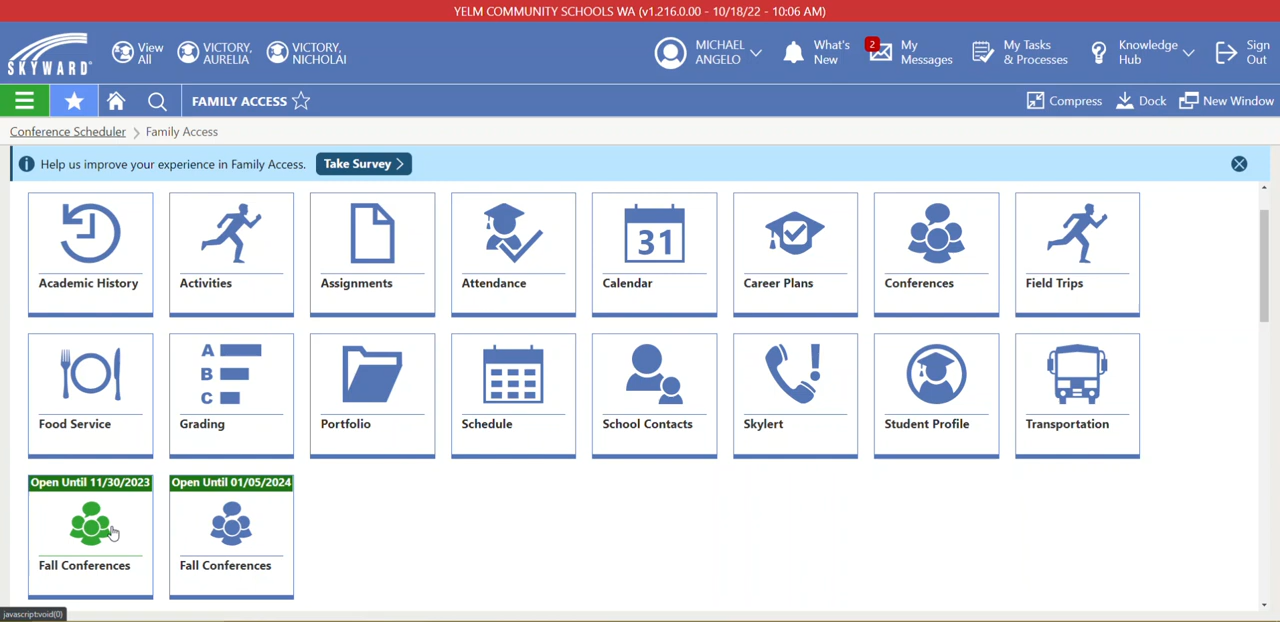 YELM COMMUNITY SCHOOLS WA (v1.216.0.00 - 10/18/22 - 10:06 AM)
SKYWARD
View
All
VICTORY,
AURELIA
VICTORY,
NICHOLAI
MICHAEL
ANGELO
What's
New
2
My
Messages
My Tasks
& Processes
Knowledge
Hub
Sign
Out
FAMILY ACCESS
Compress
Dock
New Window
Conference Scheduler
Family Access
Help us improve your experience in Family Access.
Take Survey
31
Academic History
Activities
Assignments
Attendance
Calendar
Career Plans
Conferences
Field Trips
A
B
C
Food Service
Grading
Portfolio
Schedule
School Contacts
Skylert
Student Profile
Transportation
Open Until 11/30/2023
Open Until 01/05/2024
Fall Conferences
Fall Conferences
javascript:void(0)